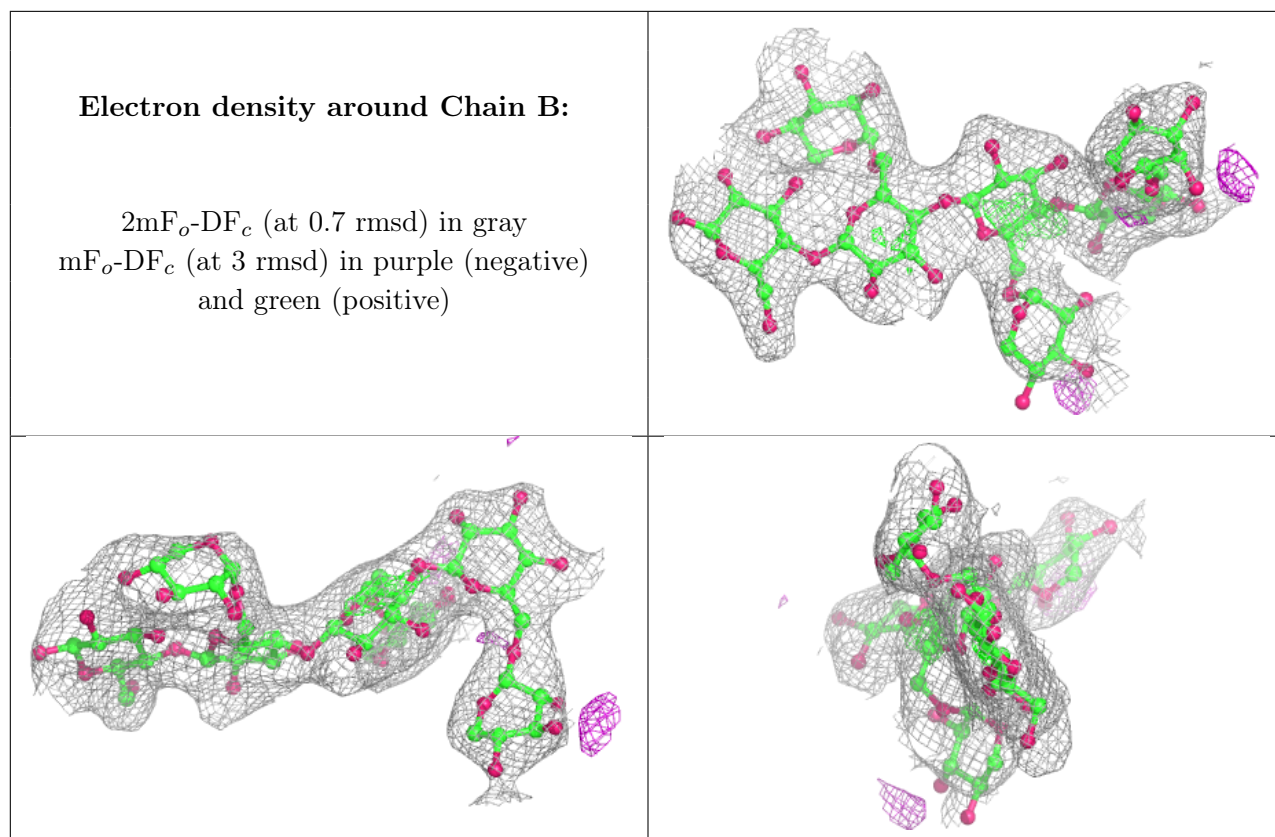 Electron density around Chain B:
2mFo-DFc (at 0.7 rmsd) in gray
mFo-DFc (at 3 rmsd) in purple (negative)
and green (positive)